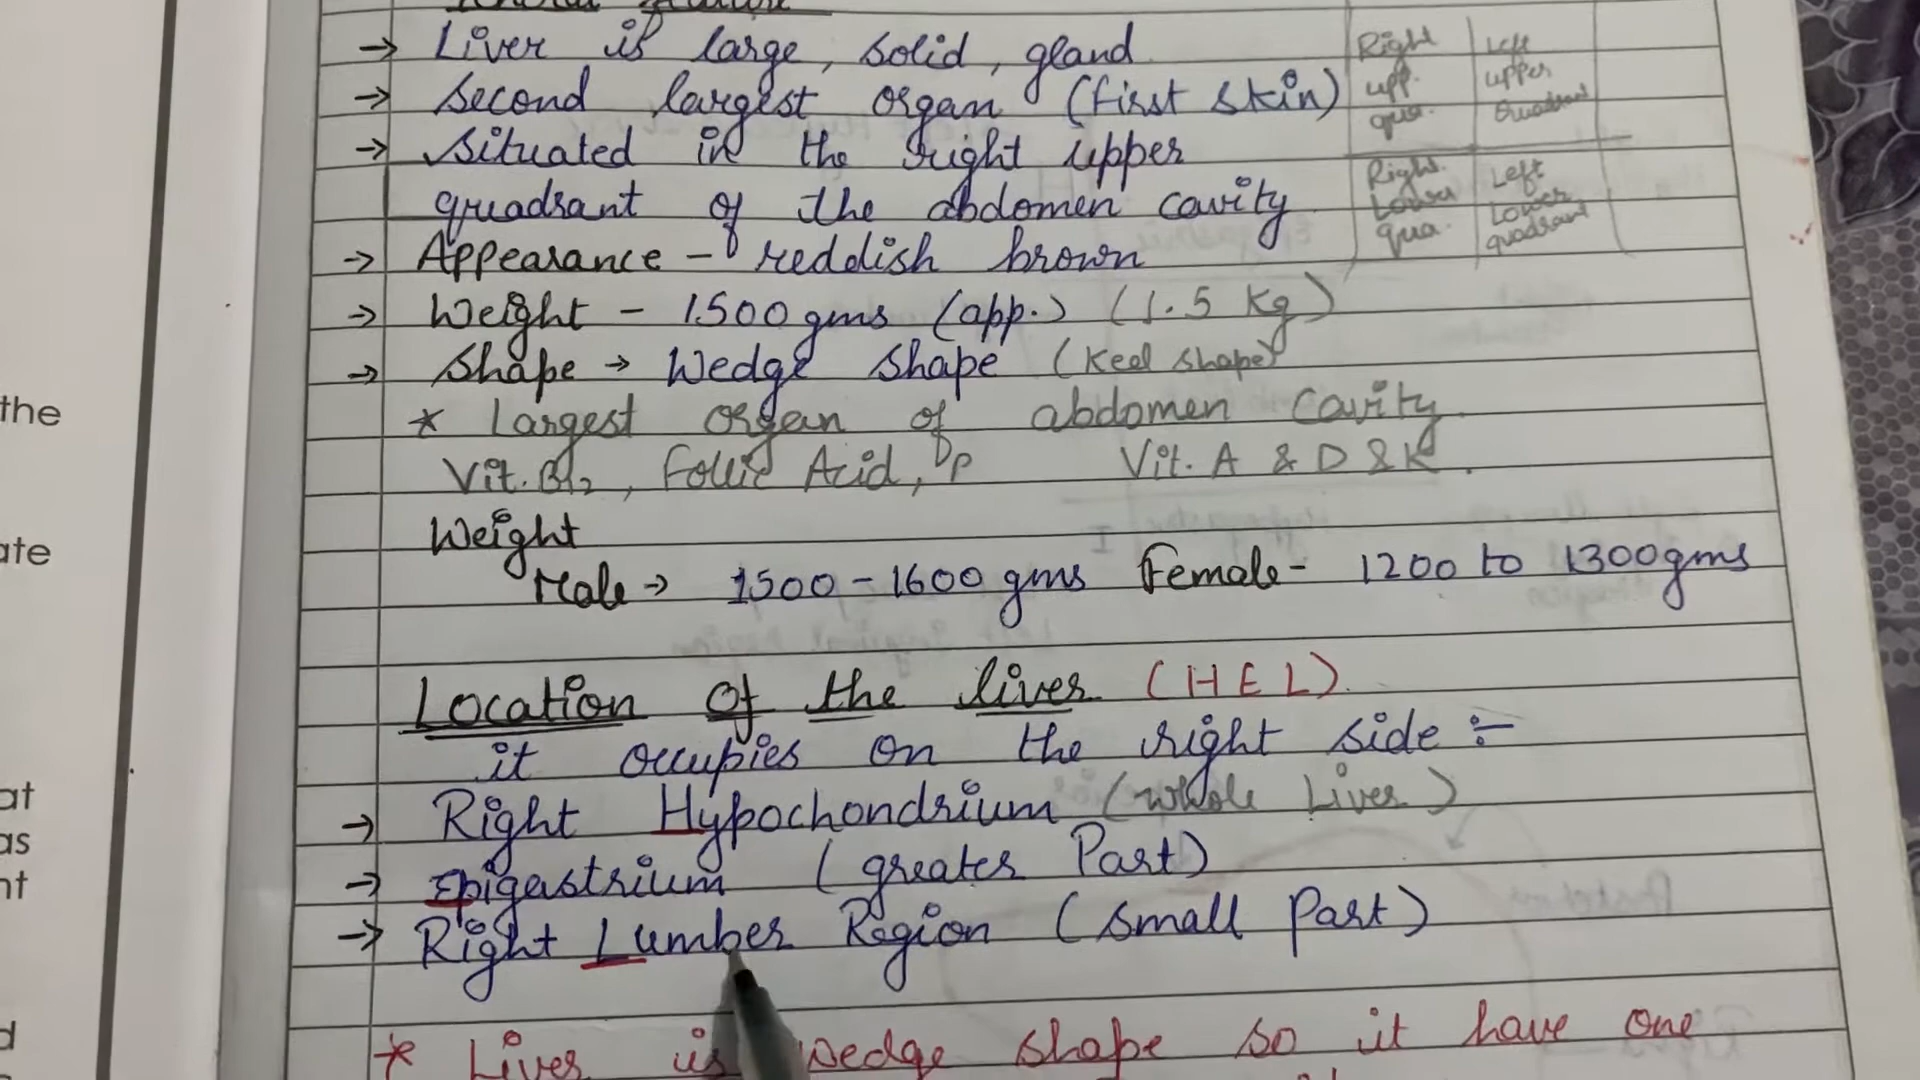 General Feature
→ Liver is large, solid, gland
→ second largest organ (first skin)
→ situated in the right upper
quadrant of the abdomen cavity
→ Appearance - reddish brown
→ Weight - 1500 gms (app.) (1.5 Kg)
→ shape → Wedge shape (Keel shape)
* Largest organ of abdomen cavity.
Vit. B12, Follic Acid, P Vit. A & D & K.
Weight
Male → 1500 - 1600 gms Female - 1200 to 1300 gms
Location of the liver (HEL).
it occupies on the right side :-
→ Right Hypochondrium (whole Liver)
→ Epigastrium (greater Part)
→ Right Lumber Region (small Part)
* Liver is wedge shape so it have one
Right
upp.
qua.
Left
upper
Quadrant
Right
Lower
qua.
Left
Lower
quadrant
the
ate
at
as
nt
d